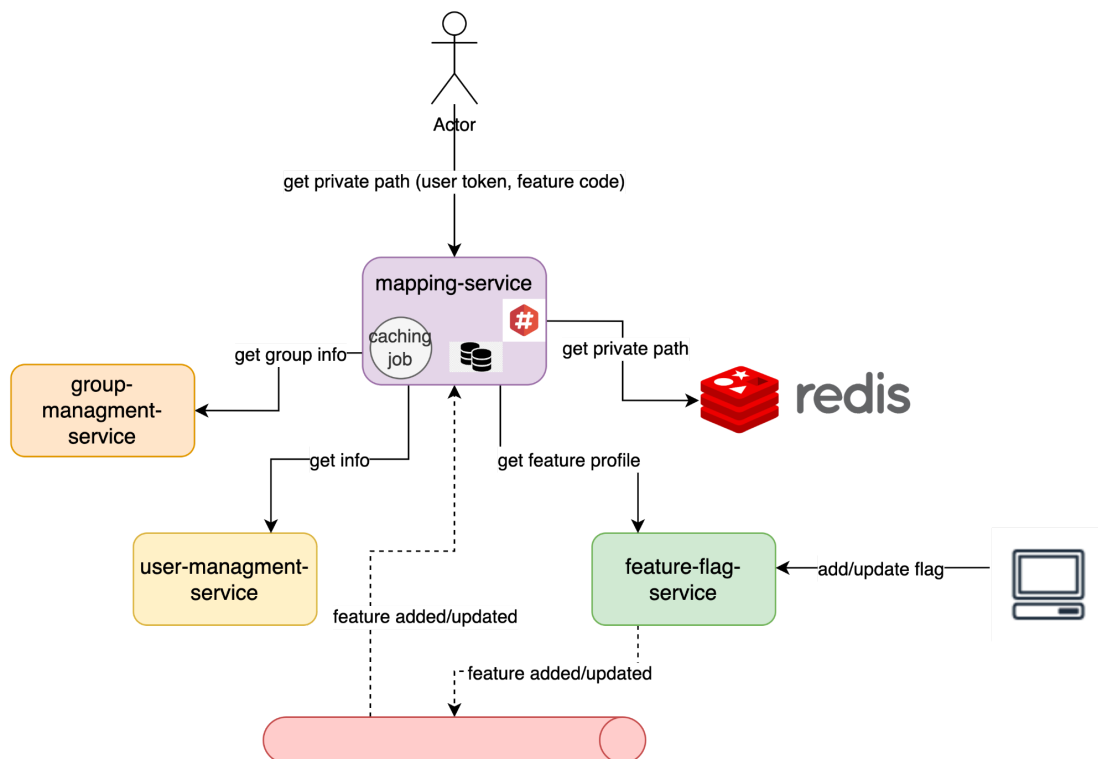 Actor
get private path (user token, feature code)
mapping-service
#
caching
job
get group info
get private path
redis
group-
managment-
service
get info
get feature profile
user-managment-
service
feature-flag-
service
add/update flag
feature added/updated
feature added/updated